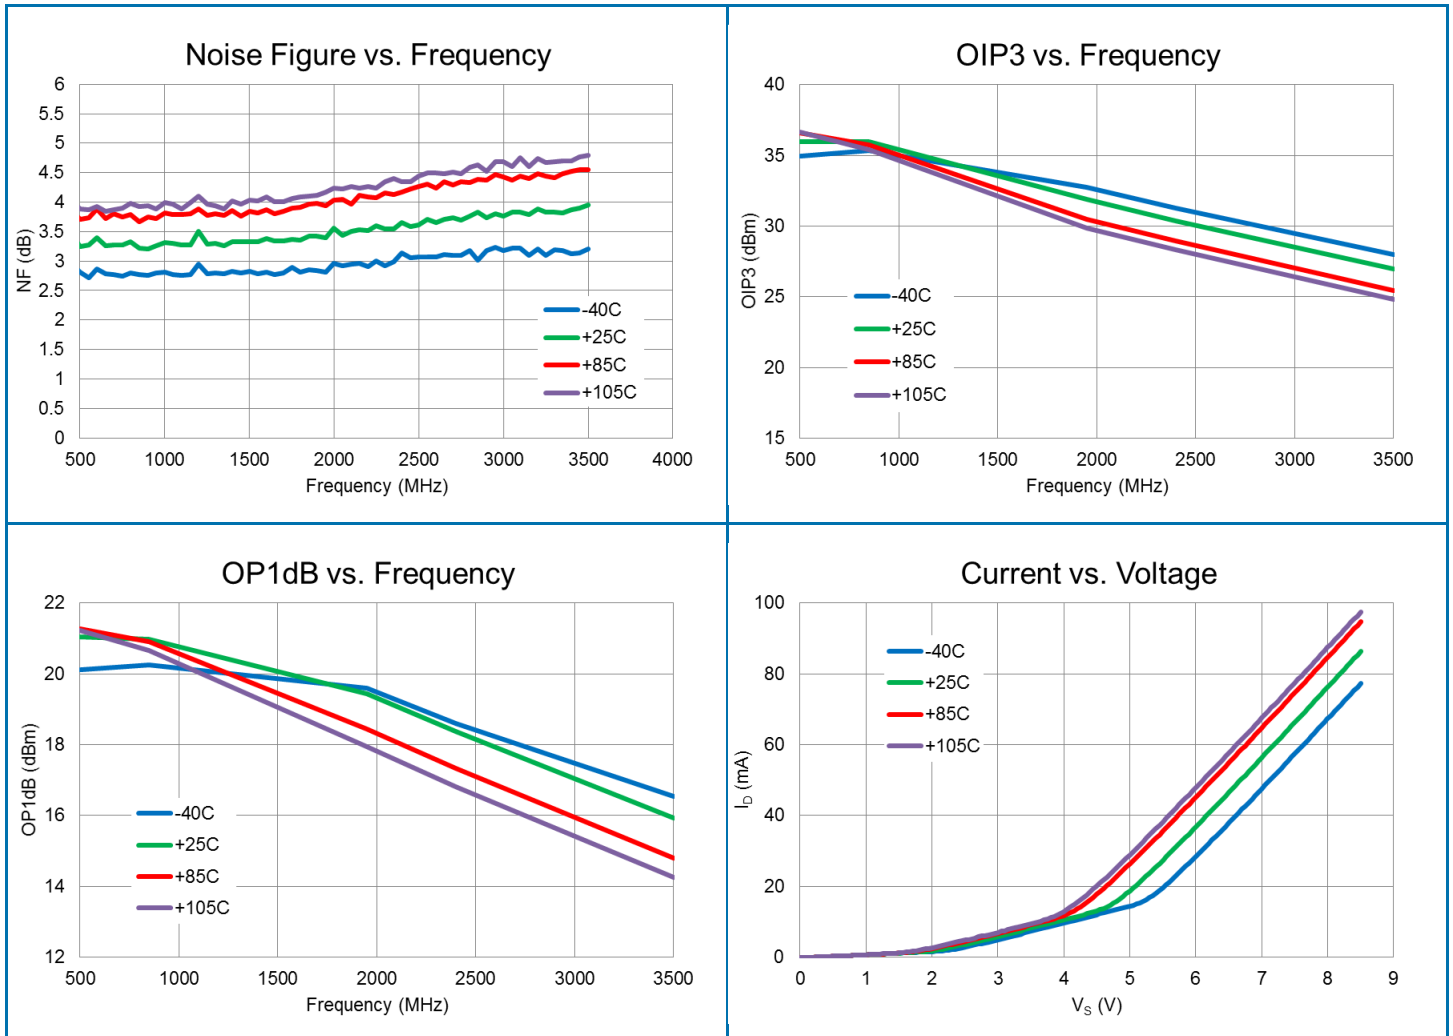 Noise Figure vs. Frequency
6
5.5
5
4.5
4
3.5
3
2.5
2
1.5
1
0.5
0
NF (dB)
-40C
+25C
+85C
+105C
500 1000 1500 2000 2500 3000 3500 4000
Frequency (MHz)
OIP3 vs. Frequency
40
35
30
25
20
15
OIP3 (dBm)
-40C
+25C
+85C
+105C
500 1000 1500 2000 2500 3000 3500
Frequency (MHz)
OP1dB vs. Frequency
22
20
18
16
14
12
OP1dB (dBm)
-40C
+25C
+85C
+105C
500 1000 1500 2000 2500 3000 3500
Frequency (MHz)
Current vs. Voltage
100
80
60
40
20
0
I_D (mA)
-40C
+25C
+85C
+105C
0 1 2 3 4 5 6 7 8 9
V_S (V)